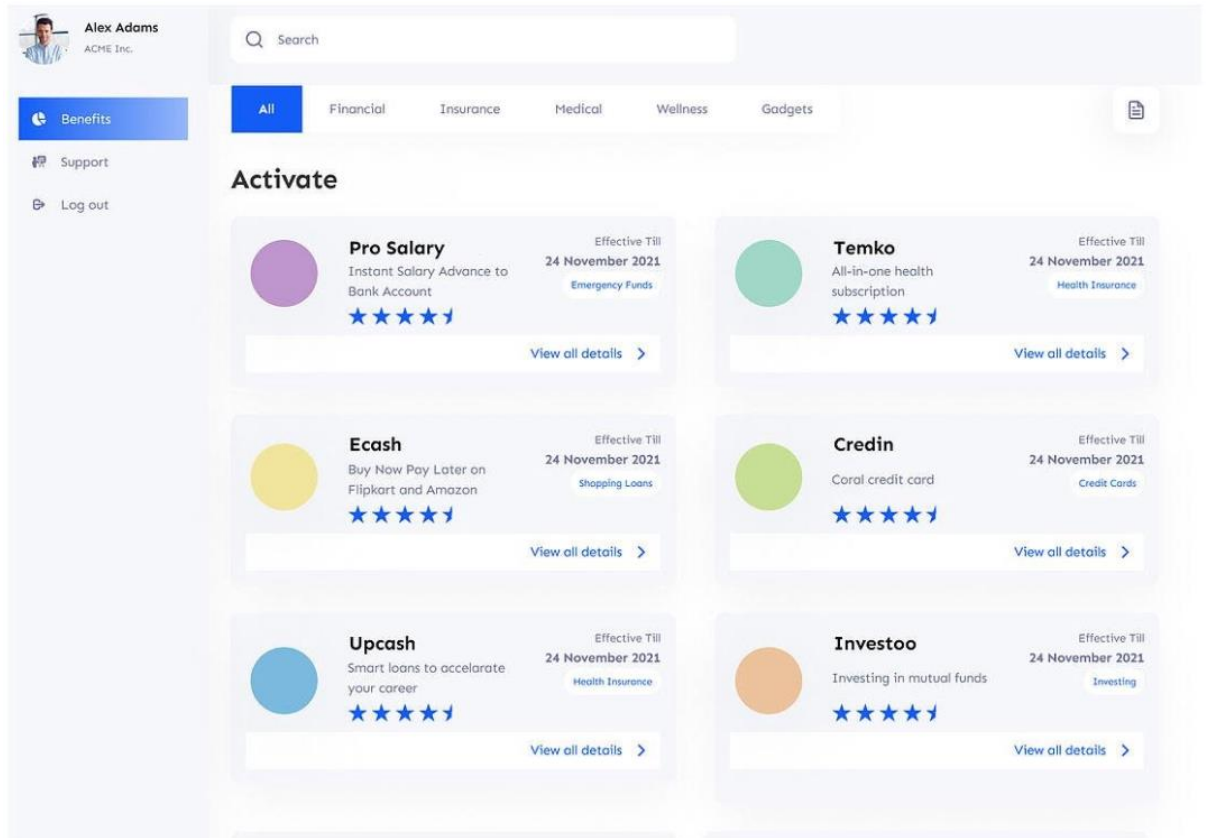 Alex Adams
ACME Inc.
Search
Benefits
Support
Log out
All
Financial
Insurance
Medical
Wellness
Gadgets
Activate
Pro Salary
Instant Salary Advance to
Bank Account
Effective Till
24 November 2021
Emergency Funds
View all details
Temko
All-in-one health
subscription
Effective Till
24 November 2021
Health Insurance
View all details
Ecash
Buy Now Pay Later on
Flipkart and Amazon
Effective Till
24 November 2021
Shopping Loans
View all details
Credin
Coral credit card
Effective Till
24 November 2021
Credit Cards
View all details
Upcash
Smart loans to accelarate
your career
Effective Till
24 November 2021
Health Insurance
View all details
Investoo
Investing in mutual funds
Effective Till
24 November 2021
Investing
View all details